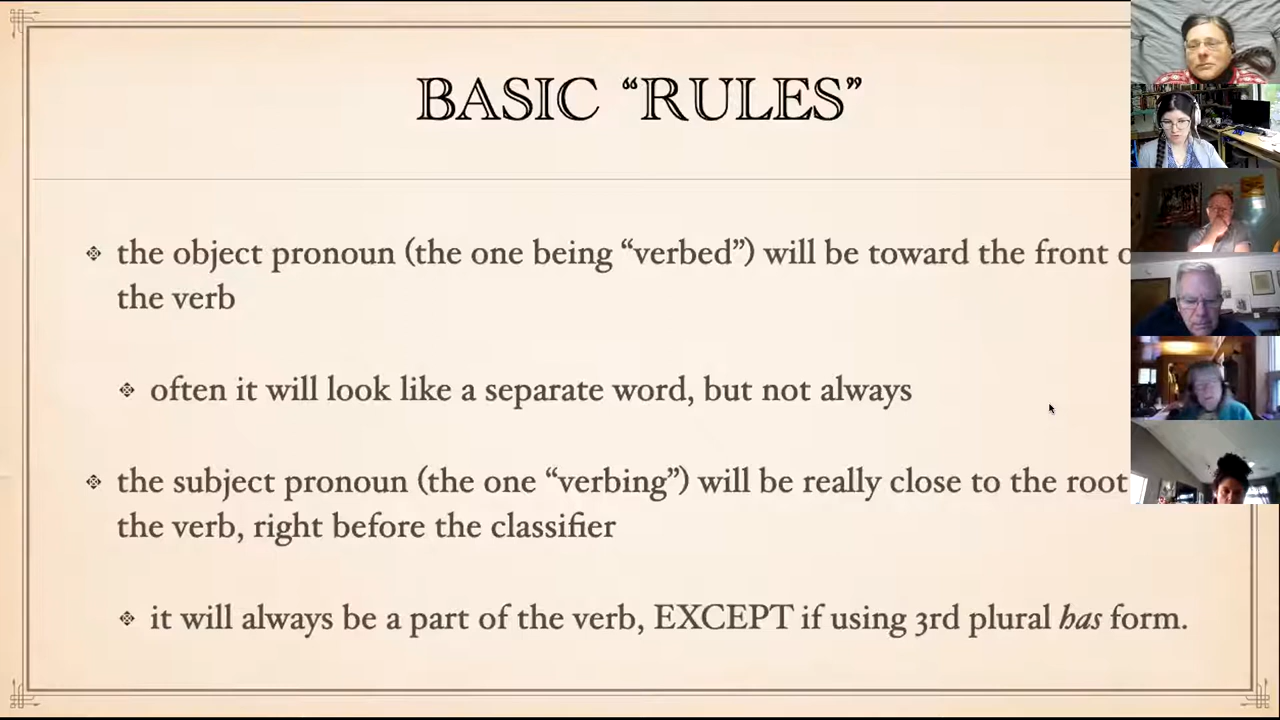 BASIC “RULES”
the object pronoun (the one being “verbed”) will be toward the front
the verb
often it will look like a separate word, but not always
the subject pronoun (the one “verbing”) will be really close to the root
the verb, right before the classifier
it will always be a part of the verb, EXCEPT if using 3rd plural has form.